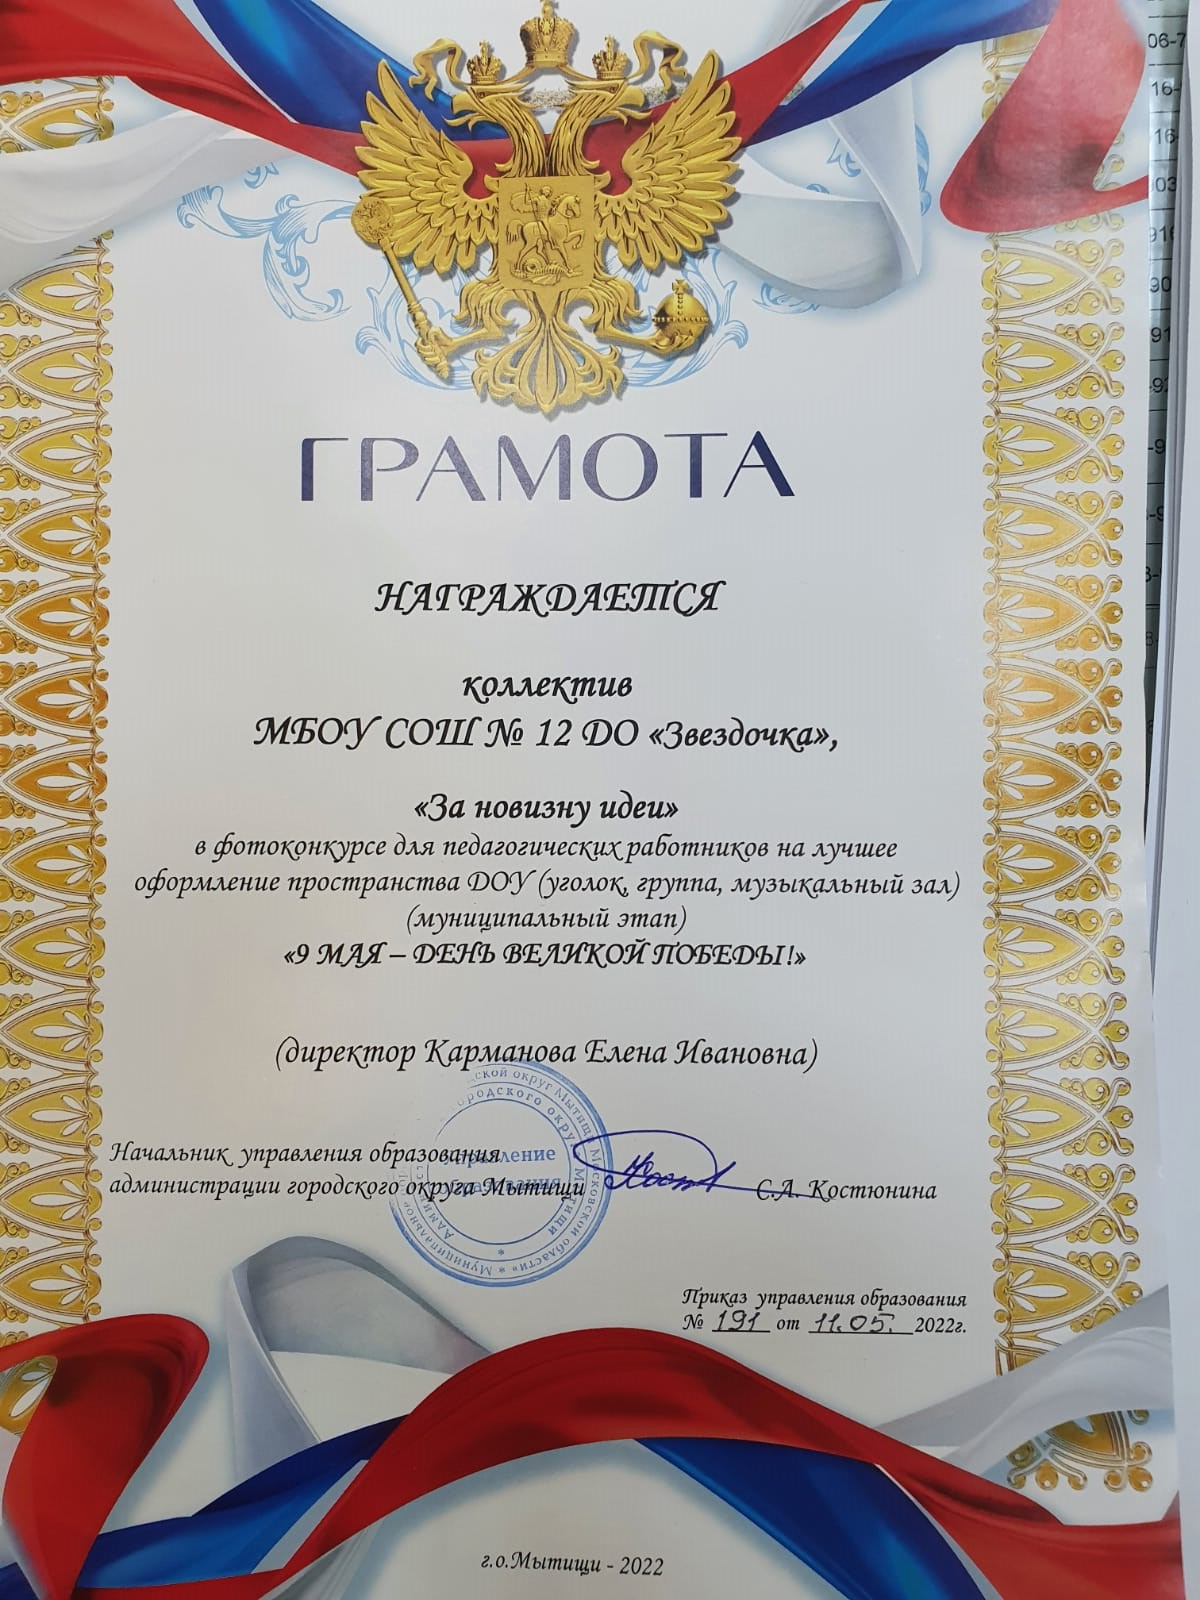 ГРАМОТА
НАГРАЖДАЕТСЯ
коллектив
МБОУ СОШ № 12 ДО «Звездочка»,
«За новизну идеи»
в фотоконкурсе для педагогических работников на лучшее
оформление пространства ДОУ (уголок, группа, музыкальный зал)
(муниципальный этап)
«9 МАЯ – ДЕНЬ ВЕЛИКОЙ ПОБЕДЫ!»
(директор Карманова Елена Ивановна)
Начальник управления образования
администрации городского округа Мытищи С.А. Костюнина
Управление
образования
Приказ управления образования
№ 191 от 11.05. 2022г.
г.о.Мытищи - 2022